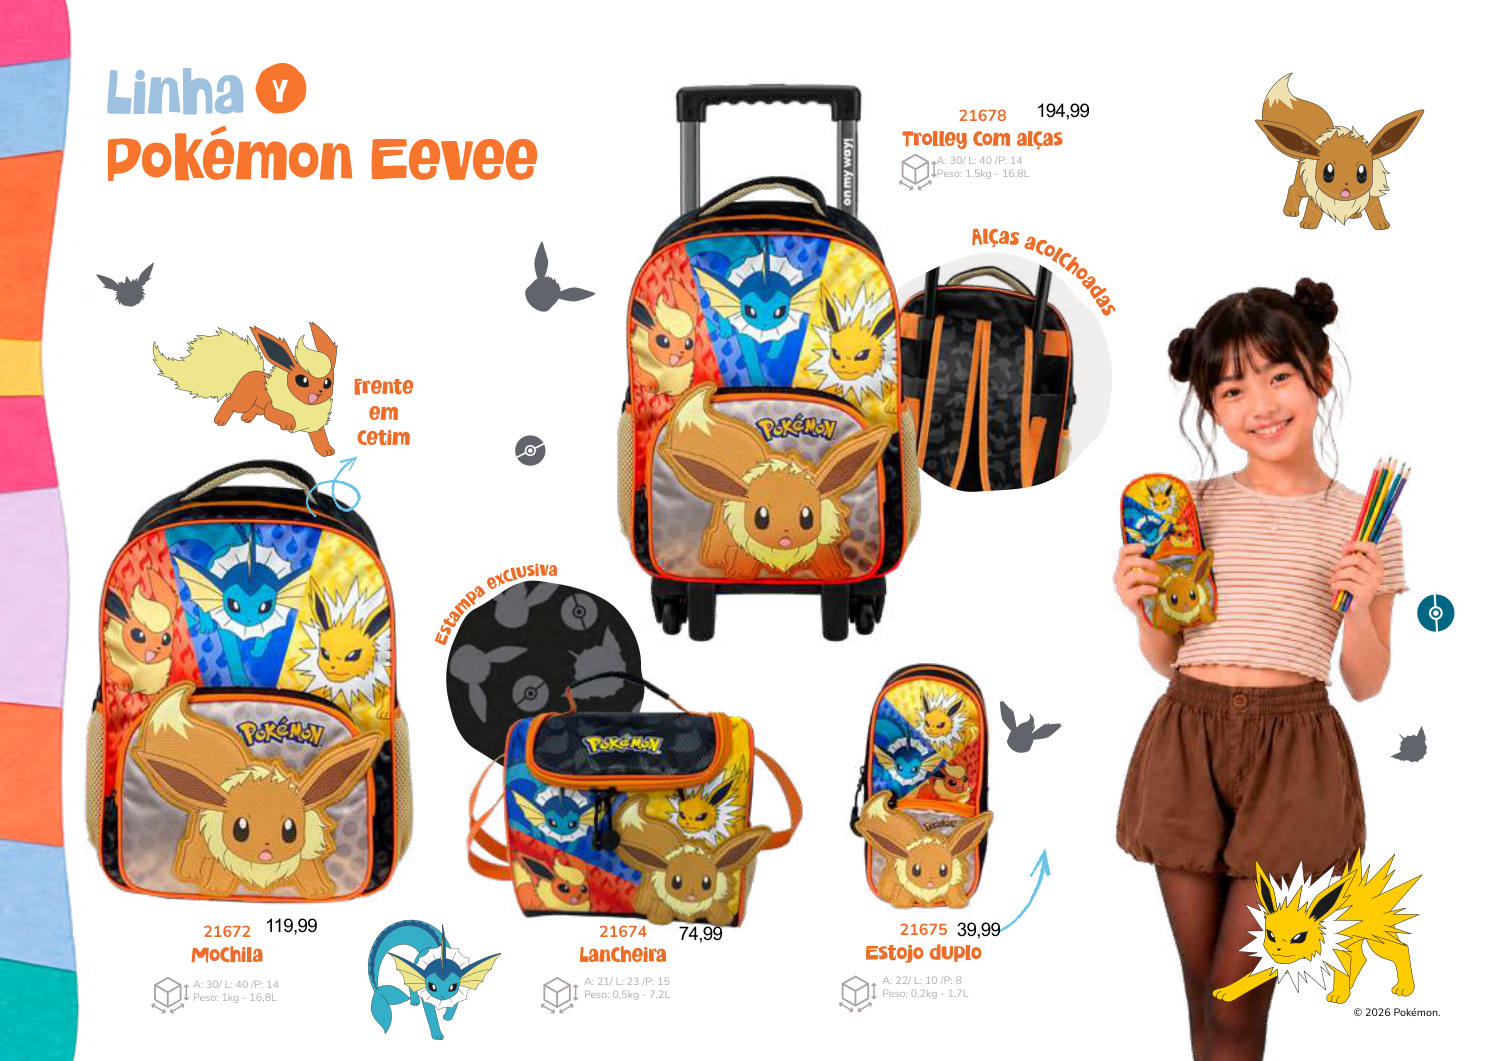 Linha Y
Pokémon Eevee
21678 194,99
Trolley com alças
A: 30/ L: 40 /P: 14
Peso: 1,5kg - 16,8L
on my way!
Alças acolchoadas
Frente
em
Cetim
POKéMON
POKéMON
Estampa exclusiva
POKéMON
21672 119,99
Mochila
A: 30/ L: 40 /P: 14
Peso: 1kg - 16,8L
21674 74,99
Lancheira
A: 21/ L: 23 /P: 15
Peso: 0,5kg - 7,2L
POKéMON
21675 39,99
Estojo duplo
A: 22/ L: 10 /P: 8
Peso: 0,2kg - 1,7L
© 2026 Pokémon.